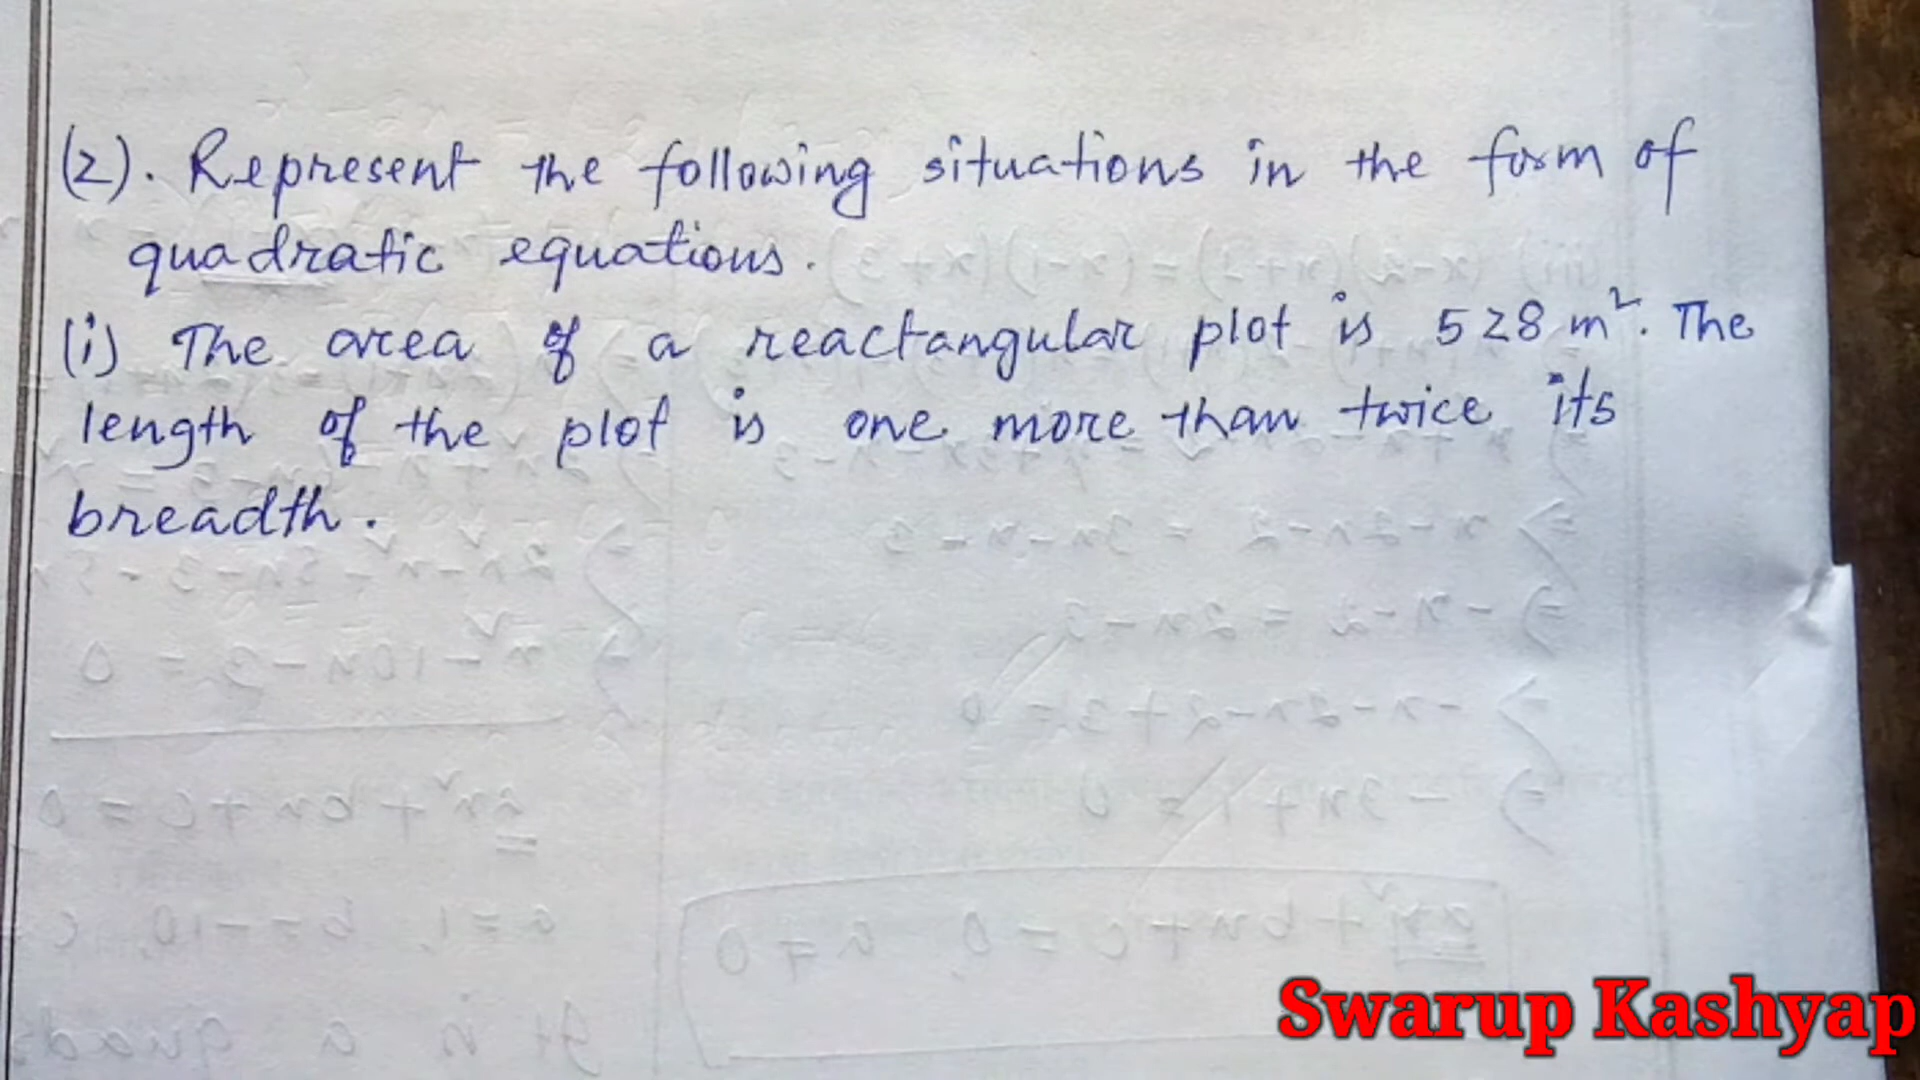 (2). Represent the following situations in the form of
quadratic equations.
(i) The area of a reactangular plot is 528 m². The
length of the plot is one more than twice its
breadth.
Swarup Kashyap